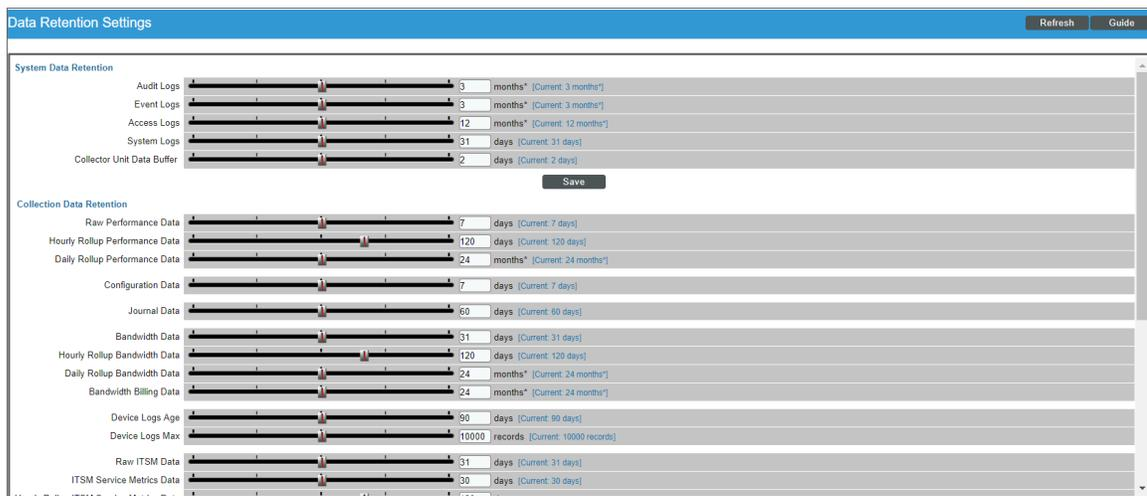 Data Retention Settings Refresh Guide
System Data Retention
Audit Logs 3 months* [Current: 3 months*]
Event Logs 3 months* [Current: 3 months*]
Access Logs 12 months* [Current: 12 months*]
System Logs 31 days [Current: 31 days]
Collector Unit Data Buffer 2 days [Current: 2 days]
Save
Collection Data Retention
Raw Performance Data 7 days [Current: 7 days]
Hourly Rollup Performance Data 120 days [Current: 120 days]
Daily Rollup Performance Data 24 months* [Current: 24 months*]
Configuration Data 7 days [Current: 7 days]
Journal Data 60 days [Current: 60 days]
Bandwidth Data 31 days [Current: 31 days]
Hourly Rollup Bandwidth Data 120 days [Current: 120 days]
Daily Rollup Bandwidth Data 24 months* [Current: 24 months*]
Bandwidth Billing Data 24 months* [Current: 24 months*]
Device Logs Age 90 days [Current: 90 days]
Device Logs Max 10000 records [Current: 10000 records]
Raw ITSM Data 31 days [Current: 31 days]
ITSM Service Metrics Data 30 days [Current: 30 days]